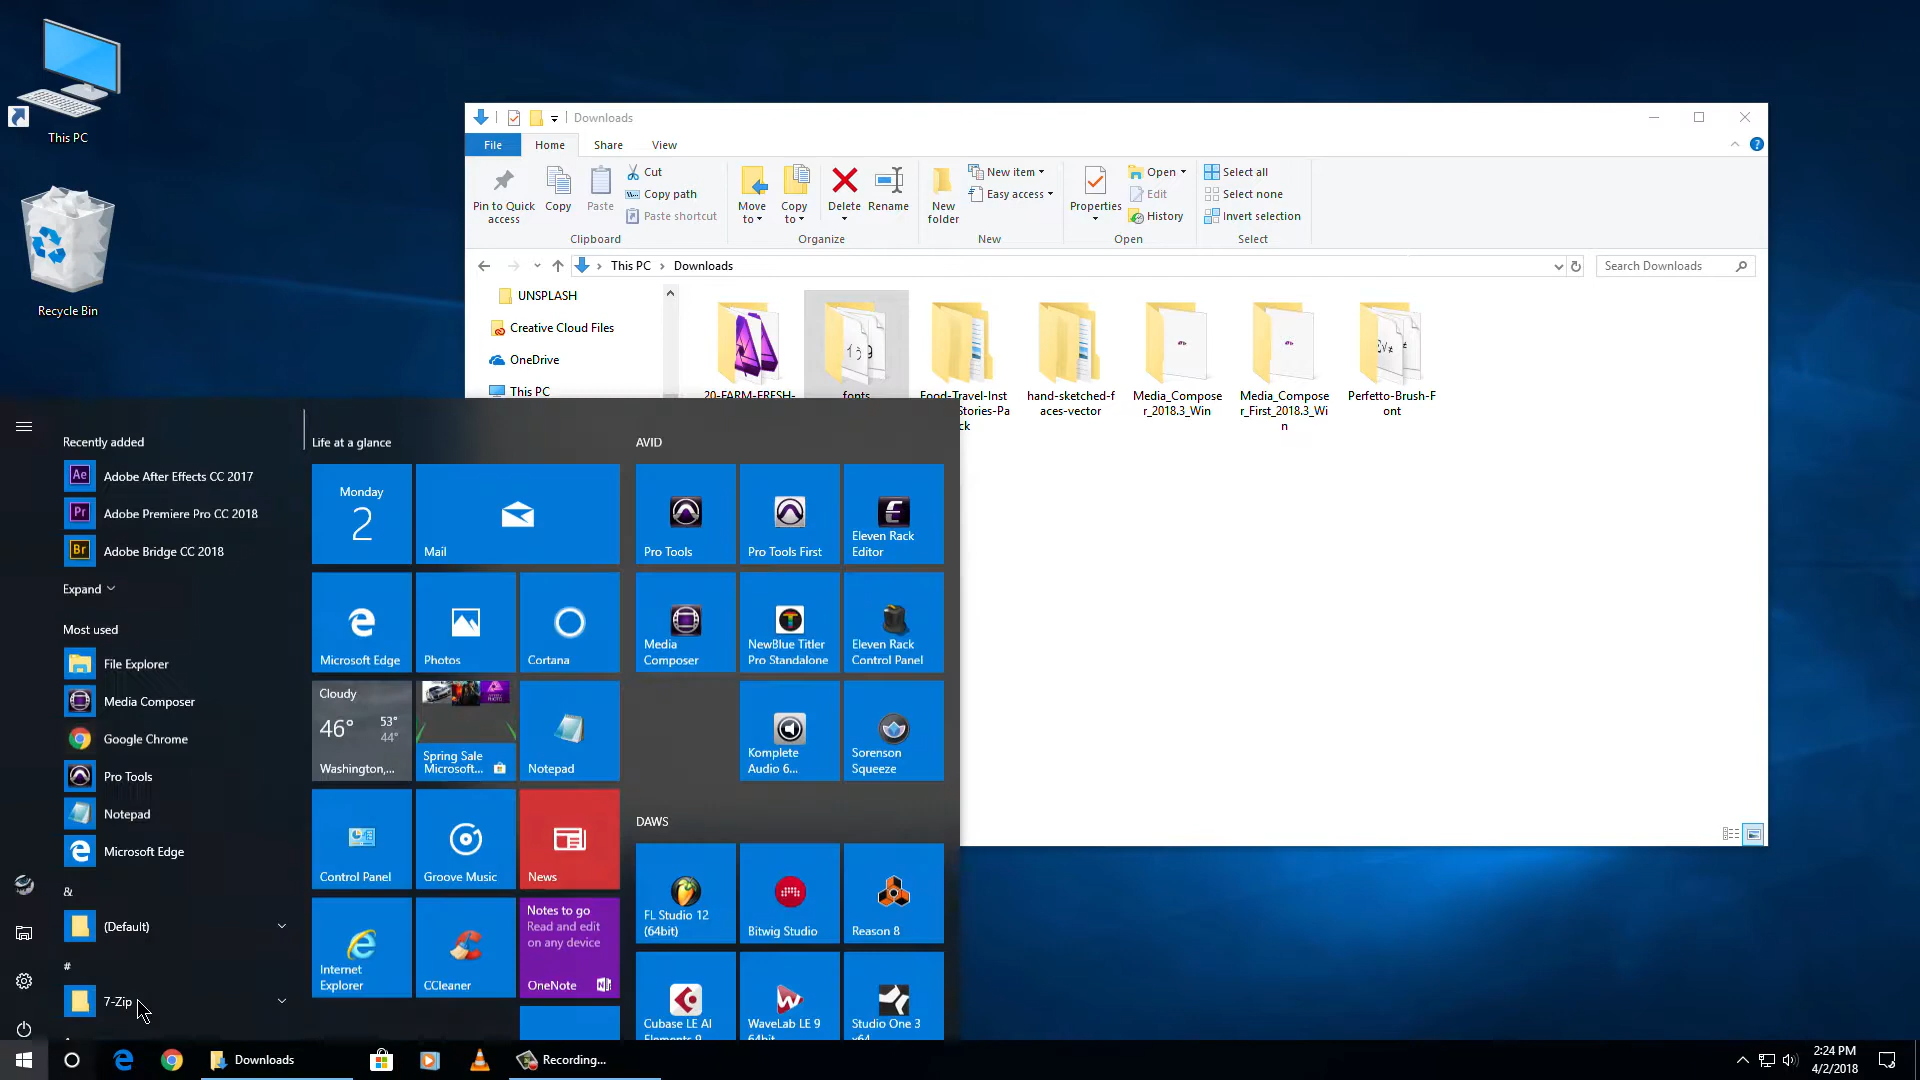 This PC
Recycle Bin
Downloads
File
Home
Share
View
Pin to Quick
access
Copy
Paste
Cut
Copy path
Paste shortcut
Clipboard
Move
to
Copy
to
Delete
Rename
Organize
New
folder
New item
Easy access
New
Properties
Open
Edit
History
Open
Select all
Select none
Invert selection
Select
This PC
Downloads
Search Downloads
UNSPLASH
Creative Cloud Files
OneDrive
This PC
20-FARM-FRESH-
fonts
Food-Travel-Inst
Stories-Pa
ck
hand-sketched-f
aces-vector
Media_Compose
r_2018.3_Win
Media_Compose
r_First_2018.3_Wi
n
Perfetto-Brush-F
ont
Recently added
Adobe After Effects CC 2017
Adobe Premiere Pro CC 2018
Adobe Bridge CC 2018
Expand
Most used
File Explorer
Media Composer
Google Chrome
Pro Tools
Notepad
Microsoft Edge
&
(Default)
#
7-Zip
Life at a glance
Monday
2
Mail
Microsoft Edge
Photos
Cortana
Cloudy
46°
53°
44°
Washington,...
Spring Sale
Microsoft...
Notepad
Control Panel
Groove Music
News
Internet
Explorer
CCleaner
Notes to go
Read and edit
on any device
OneNote
AVID
Pro Tools
Pro Tools First
Eleven Rack
Editor
Media
Composer
NewBlue Titler
Pro Standalone
Eleven Rack
Control Panel
Komplete
Audio 6...
Sorenson
Squeeze
DAWS
FL Studio 12
(64bit)
Bitwig Studio
Reason 8
Cubase LE AI
Elements 9
WaveLab LE 9
64bit
Studio One 3
x64
Downloads
Recording...
2:24 PM
4/2/2018